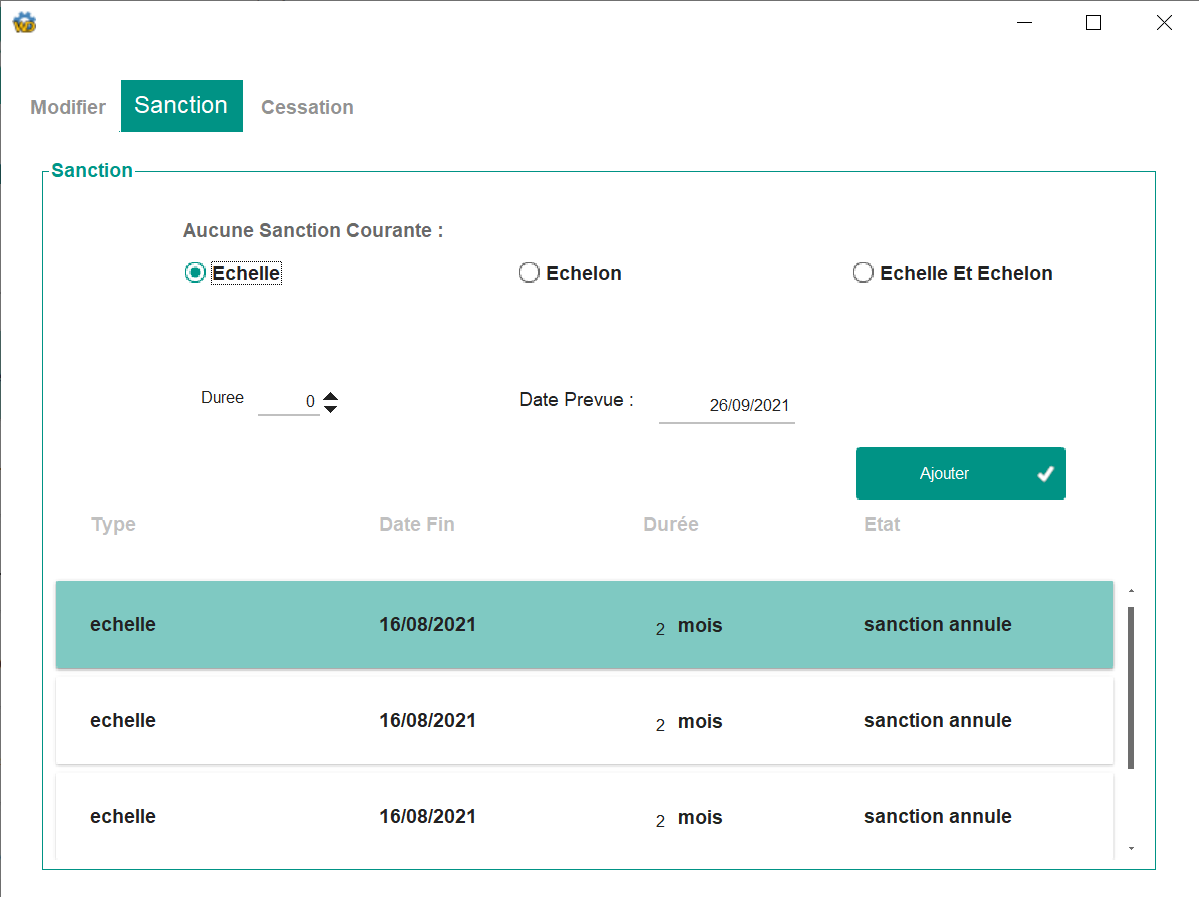 Modifier Sanction Cessation
Sanction
Aucune Sanction Courante :
Echelle Echelon Echelle Et Echelon
Duree 0 Date Prevue : 26/09/2021
Ajouter
Type Date Fin Durée Etat
echelle 16/08/2021 2 mois sanction annule
echelle 16/08/2021 2 mois sanction annule
echelle 16/08/2021 2 mois sanction annule